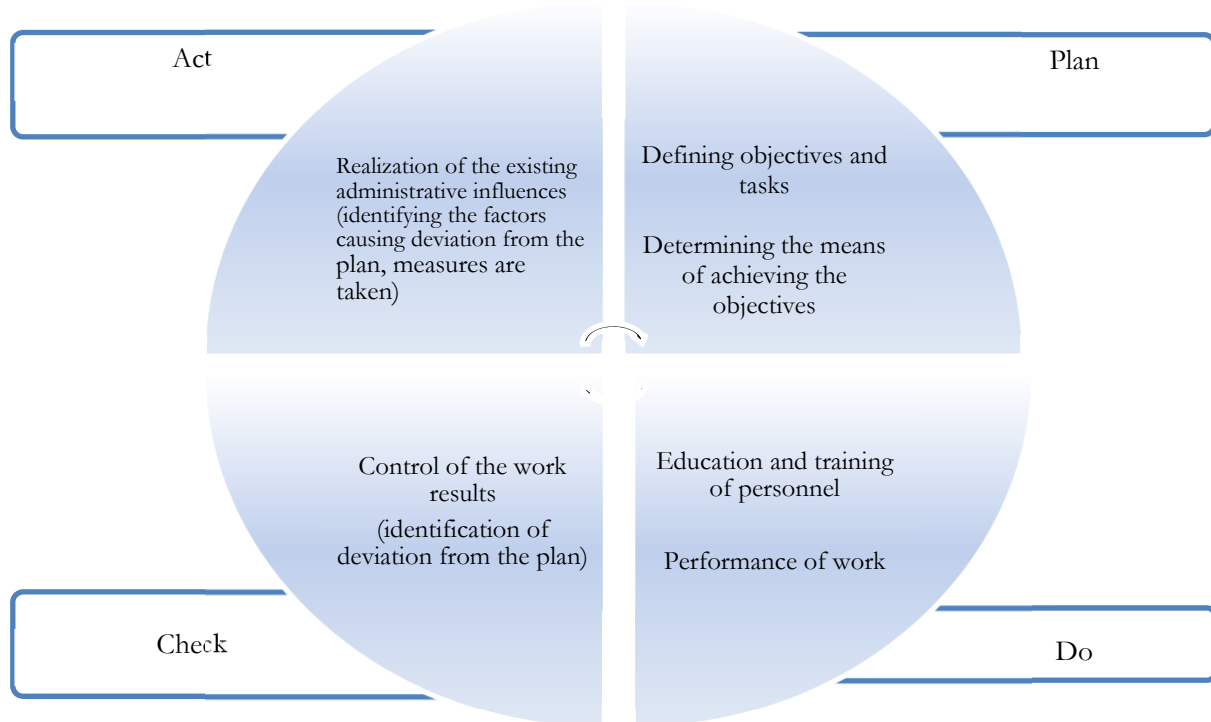 Act
Plan
Realization of the existing
administrative influences
(identifying the factors
causing deviation from the
plan, measures are
taken)
Defining objectives and
tasks
Determining the means
of achieving the
objectives
Control of the work
results
(identification of
deviation from the plan)
Education and training
of personnel
Performance of work
Check
Do